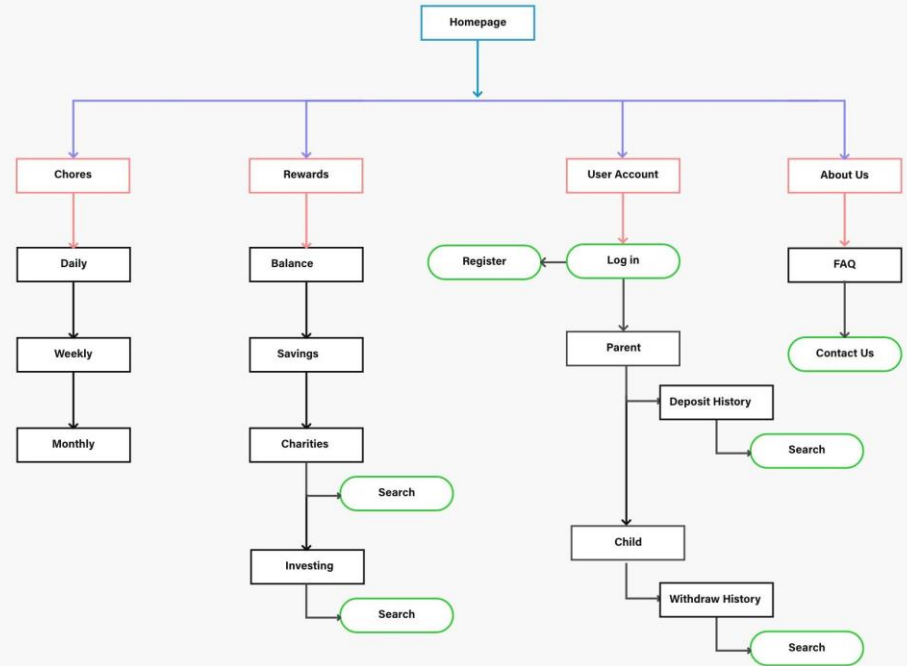 Homepage
Chores
Rewards
User Account
About Us
Daily
Balance
Register
Log in
FAQ
Weekly
Savings
Parent
Contact Us
Deposit History
Monthly
Charities
Search
Search
Child
Investing
Withdraw History
Search
Search